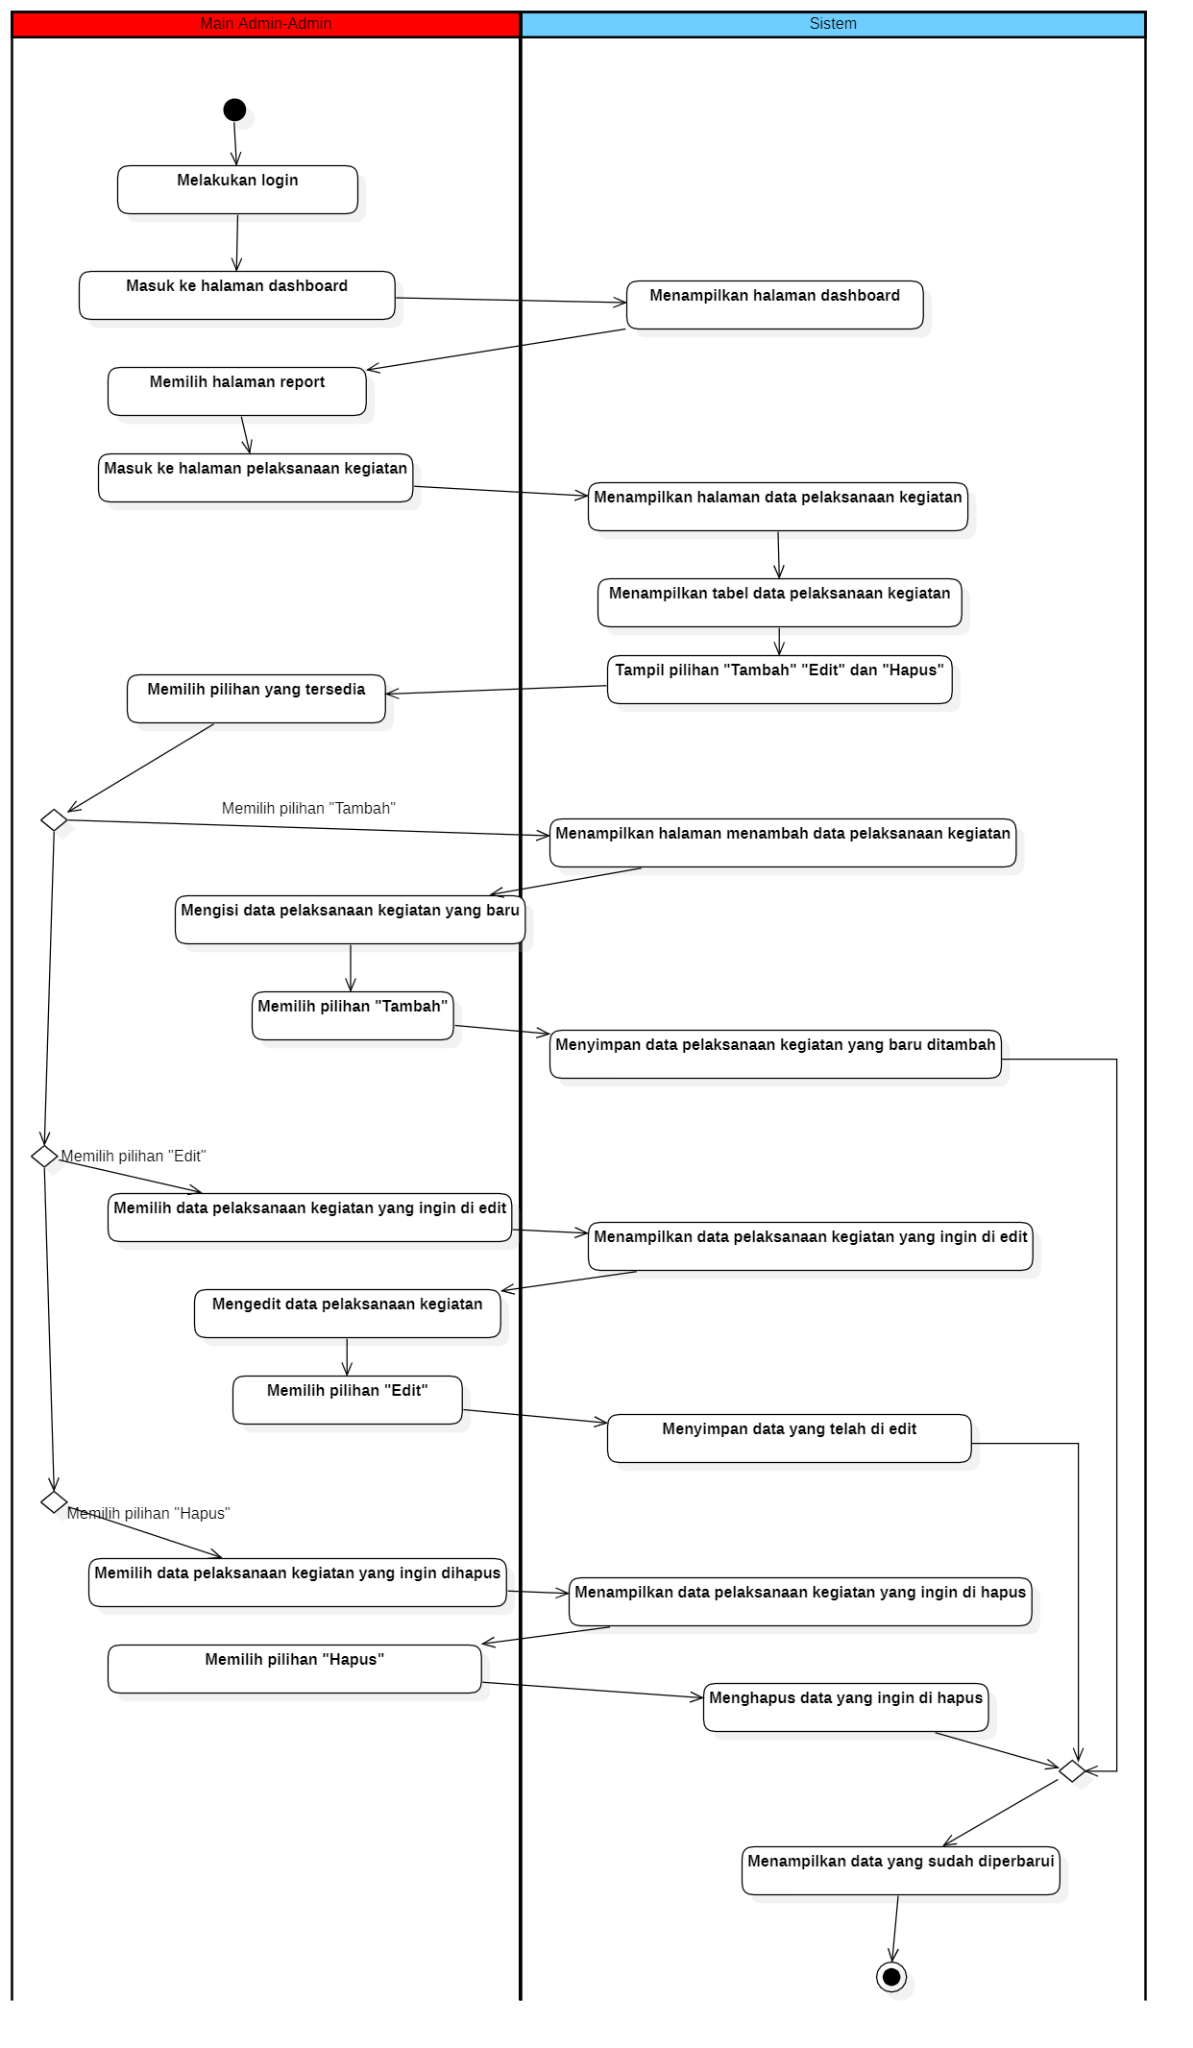 Main Admin-Admin
Sistem
Melakukan login
Masuk ke halaman dashboard
Menampilkan halaman dashboard
Memilih halaman report
Masuk ke halaman pelaksanaan kegiatan
Menampilkan halaman data pelaksanaan kegiatan
Menampilkan tabel data pelaksanaan kegiatan
Tampil pilihan "Tambah" "Edit" dan "Hapus"
Memilih pilihan yang tersedia
Memilih pilihan "Tambah"
Menampilkan halaman menambah data pelaksanaan kegiatan
Mengisi data pelaksanaan kegiatan yang baru
Memilih pilihan "Tambah"
Menyimpan data pelaksanaan kegiatan yang baru ditambah
Memilih pilihan "Edit"
Memilih data pelaksanaan kegiatan yang ingin di edit
Menampilkan data pelaksanaan kegiatan yang ingin di edit
Mengedit data pelaksanaan kegiatan
Memilih pilihan "Edit"
Menyimpan data yang telah di edit
Memilih pilihan "Hapus"
Memilih data pelaksanaan kegiatan yang ingin dihapus
Menampilkan data pelaksanaan kegiatan yang ingin di hapus
Memilih pilihan "Hapus"
Menghapus data yang ingin di hapus
Menampilkan data yang sudah diperbarui